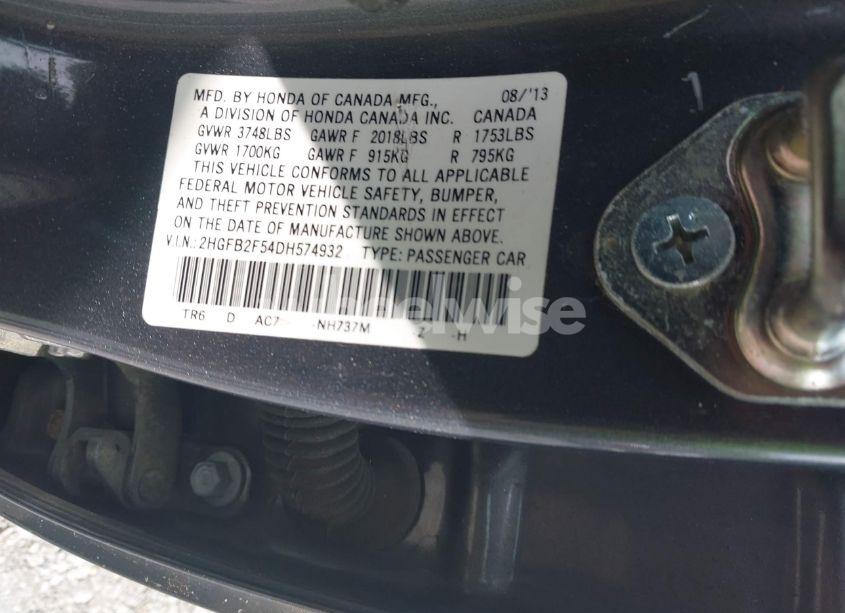 MFD. BY HONDA OF CANADA MFG., 08/'13
A DIVISION OF HONDA CANADA INC. CANADA
GVWR 3748LBS GAWR F 2018LBS R 1753LBS
GVWR 1700KG GAWR F 915KG R 795KG
THIS VEHICLE CONFORMS TO ALL APPLICABLE
FEDERAL MOTOR VEHICLE SAFETY, BUMPER,
AND THEFT PREVENTION STANDARDS IN EFFECT
ON THE DATE OF MANUFACTURE SHOWN ABOVE.
V.I.N.: 2HGFB2F54DH574932 TYPE: PASSENGER CAR
TR6 D NH737M -H